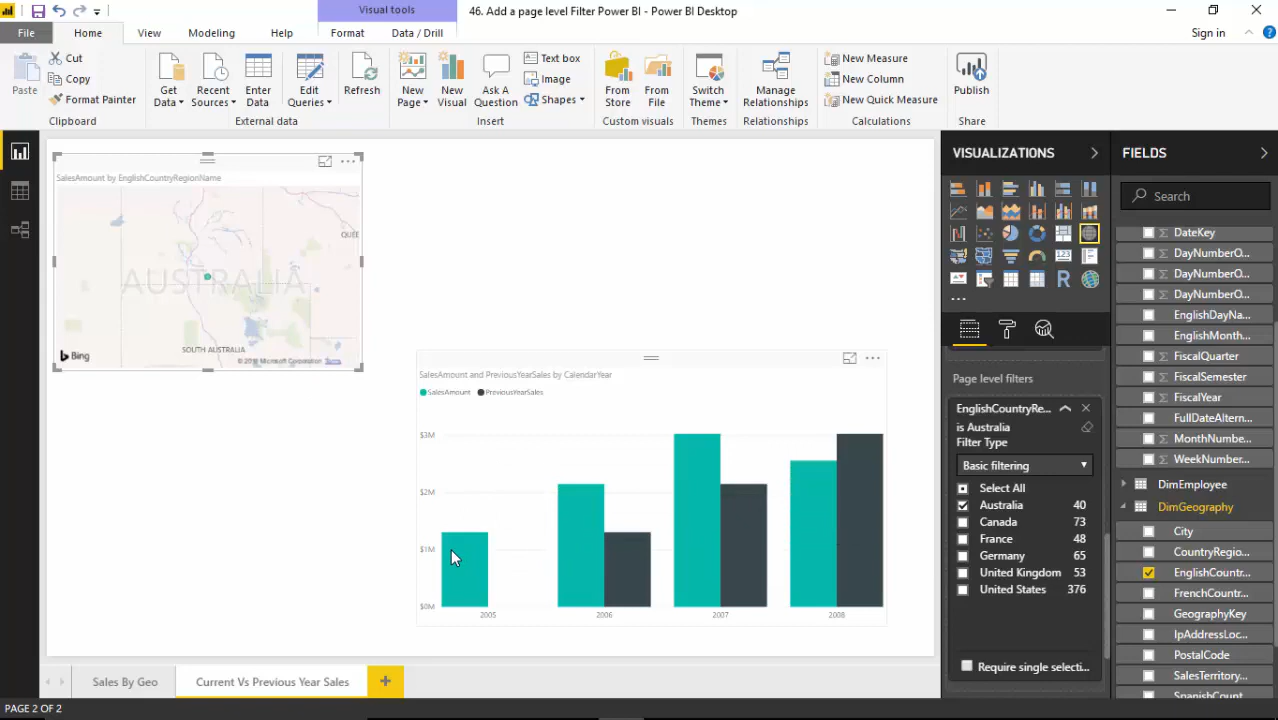 Visual tools
46. Add a page level Filter Power BI - Power BI Desktop
File
Home
View
Modeling
Help
Format
Data / Drill
Sign in
Paste
Cut
Copy
Format Painter
Clipboard
Get
Data
Recent
Sources
Enter
Data
Edit
Queries
Refresh
External data
New
Page
New
Visual
Ask A
Question
Text box
Image
Shapes
Insert
From
Store
From
File
Custom visuals
Switch
Theme
Themes
Manage
Relationships
Relationships
New Measure
New Column
New Quick Measure
Calculations
Publish
Share
SalesAmount by EnglishCountryRegionName
QUEE
AUSTRALIA
SOUTH AUSTRALIA
Bing
© 2018 Microsoft Corporation Terms
SalesAmount and PreviousYearSales by CalendarYear
SalesAmount PreviousYearSales
$3M
$2M
$1M
$0M
2005
2006
2007
2008
VISUALIZATIONS
R
Page level filters
EnglishCountryRe...
is Australia
Filter Type
Basic filtering
Select All
Australia 40
Canada 73
France 48
Germany 65
United Kingdom 53
United States 376
Require single selecti...
FIELDS
Search
DateKey
DayNumberO...
DayNumberO...
DayNumberO...
EnglishDayNa...
EnglishMonth...
FiscalQuarter
FiscalSemester
FiscalYear
FullDateAltern...
MonthNumbe...
WeekNumber...
DimEmployee
DimGeography
City
CountryRegio...
EnglishCountr...
FrenchCountr...
GeographyKey
IpAddressLoc...
PostalCode
SalesTerritory...
SpanishCount...
Sales By Geo
Current Vs Previous Year Sales
PAGE 2 OF 2